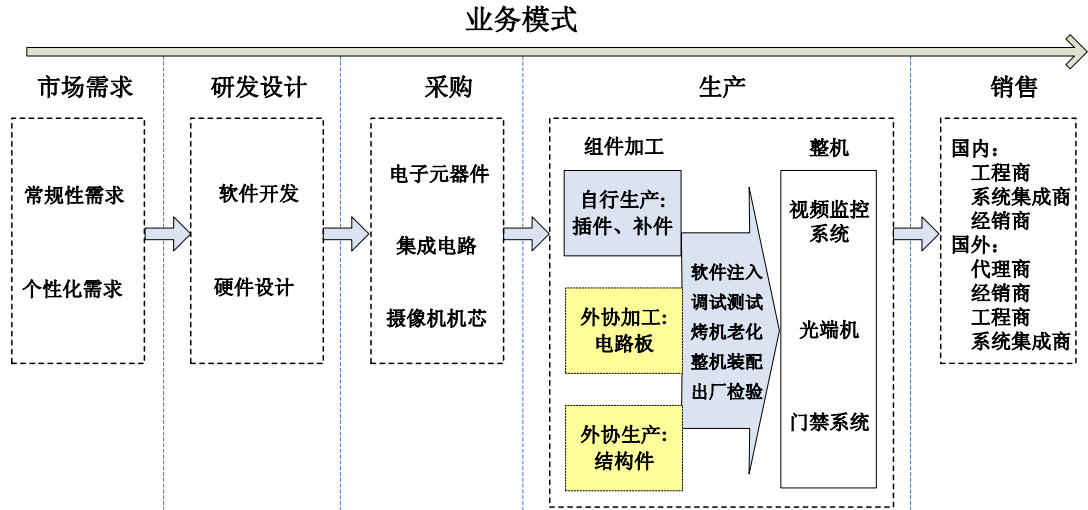 业务模式
市场需求
研发设计
采购
生产
销售
常规性需求
个性化需求
软件开发
硬件设计
电子元器件
集成电路
摄像机机芯
组件加工
自行生产:
插件、补件
外协加工:
电路板
外协生产:
结构件
软件注入
调试测试
烤机老化
整机装配
出厂检验
整机
视频监控
系统
光端机
门禁系统
国内:
工程商
系统集成商
经销商
国外:
代理商
经销商
工程商
系统集成商